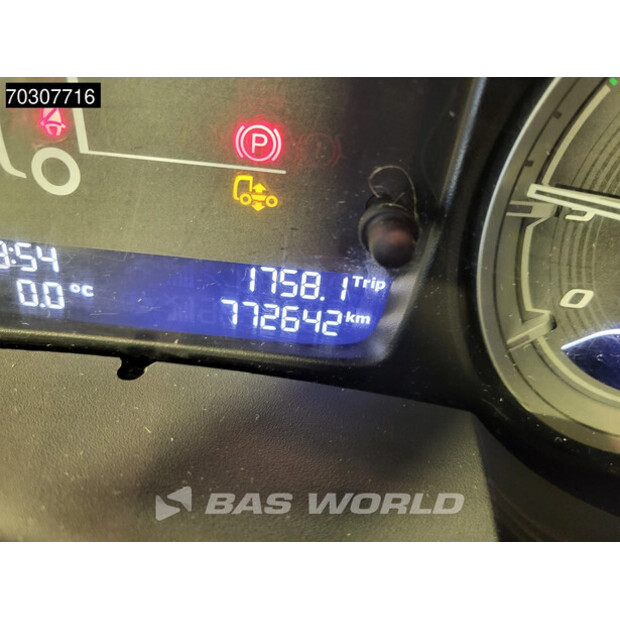 70307716
P
:54
1758.1 Trip
0.0 °C
772642 km
0
BAS WORLD